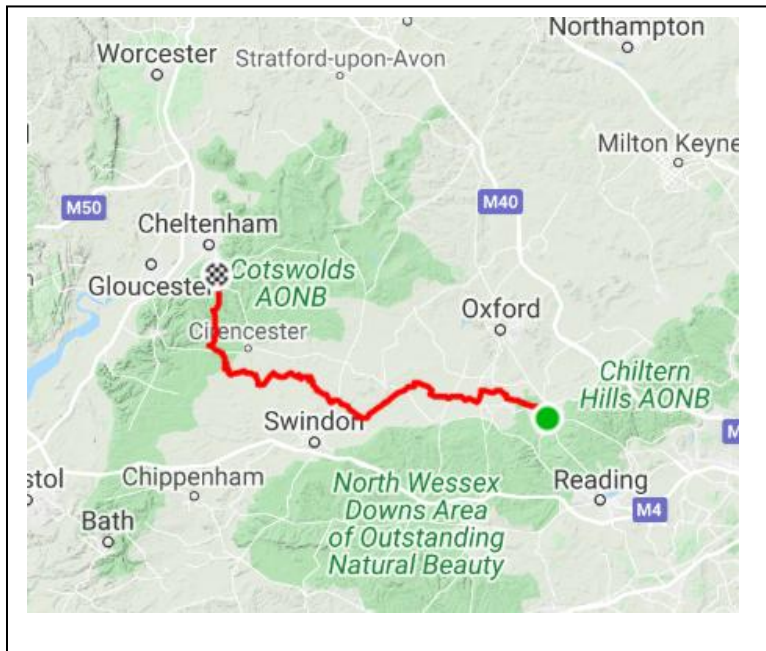 Northampton
Worcester
Stratford-upon-Avon
Milton Keyne
M50
M40
Cheltenham
Gloucester
Cotswolds
AONB
Oxford
Cirencester
Chiltern
Hills AONB
Swindon
M
stol
Chippenham
North Wessex
Downs Area
of Outstanding
Natural Beauty
Reading
M4
Bath